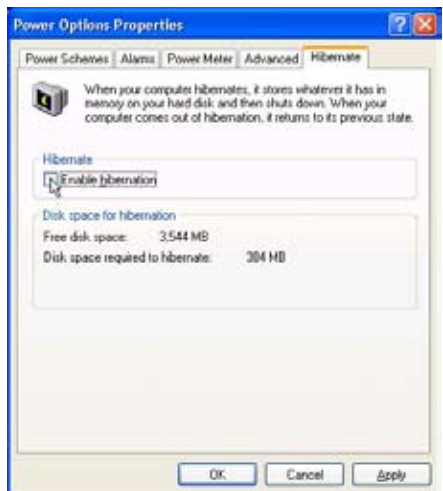 Power Options Properties
Power Schemes Alarms Power Meter Advanced Hibernate
When your computer hibernates, it stores whatever it has in
memory on your hard disk and then shuts down. When your
computer comes out of hibernation, it returns to its previous state.
Hibernate
Enable hibernation
Disk space for hibernation
Free disk space: 3,544 MB
Disk space required to hibernate: 304 MB
OK Cancel Apply